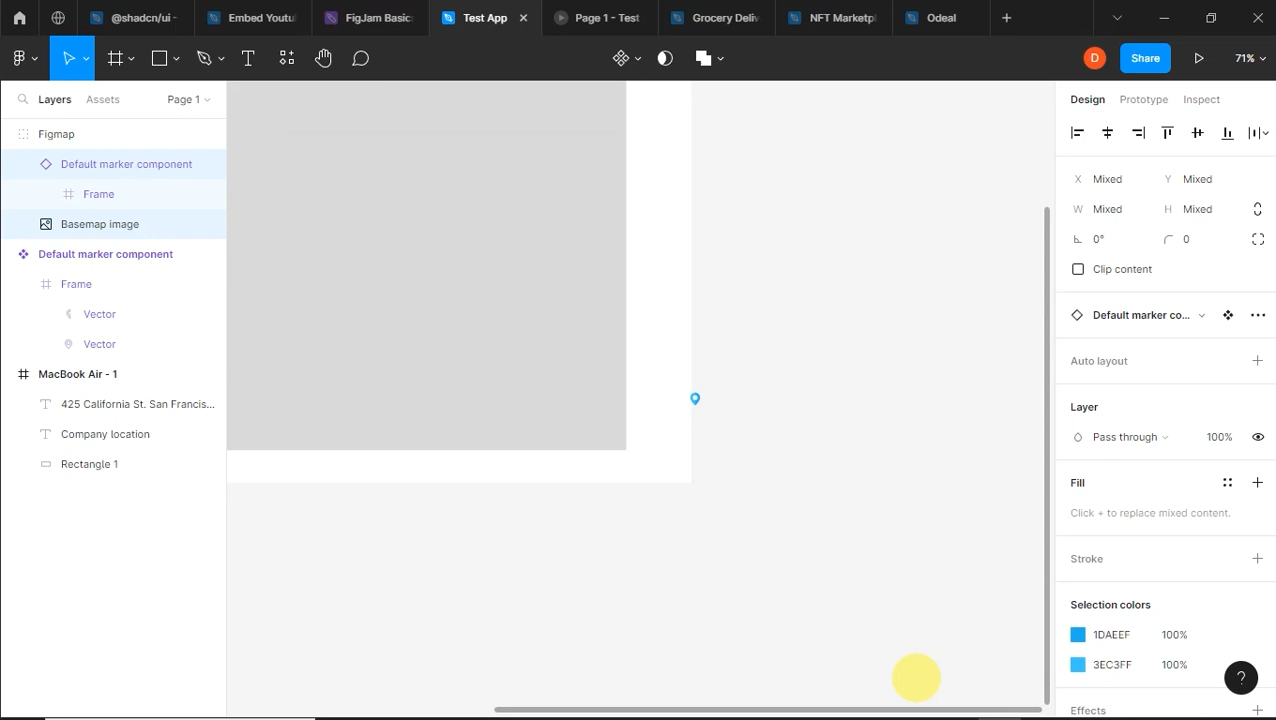 @shadcn/ui -
Embed Youtu
FigJam Basic:
Test App
Page 1 - Test
Grocery Deliv
NFT Marketpl
Odeal
D
Share
71%
Layers
Assets
Page 1
Figmap
Default marker component
Frame
Basemap image
Default marker component
Frame
Vector
Vector
MacBook Air - 1
425 California St. San Francis...
Company location
Rectangle 1
Design
Prototype
Inspect
X Mixed
Y Mixed
W Mixed
H Mixed
0°
0
Clip content
Default marker co...
Auto layout
Layer
Pass through
100%
Fill
Click + to replace mixed content.
Stroke
Selection colors
1DAEEF 100%
3EC3FF 100%
Effects
?